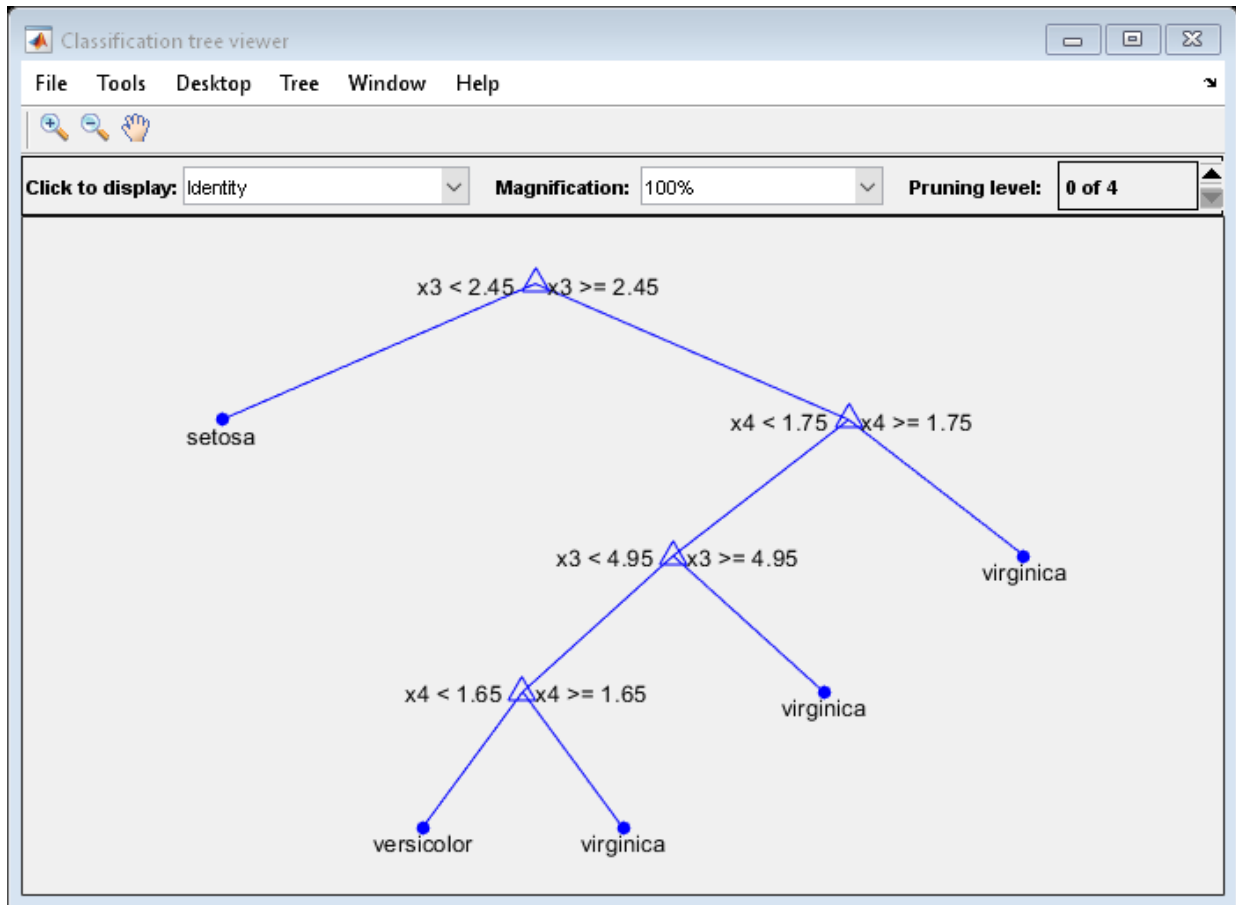 Classification tree viewer
File Tools Desktop Tree Window Help
Click to display: Identity Magnification: 100% Pruning level: 0 of 4
x3 < 2.45 x3 >= 2.45
setosa
x4 < 1.75 x4 >= 1.75
x3 < 4.95 x3 >= 4.95
virginica
x4 < 1.65 x4 >= 1.65
virginica
versicolor virginica